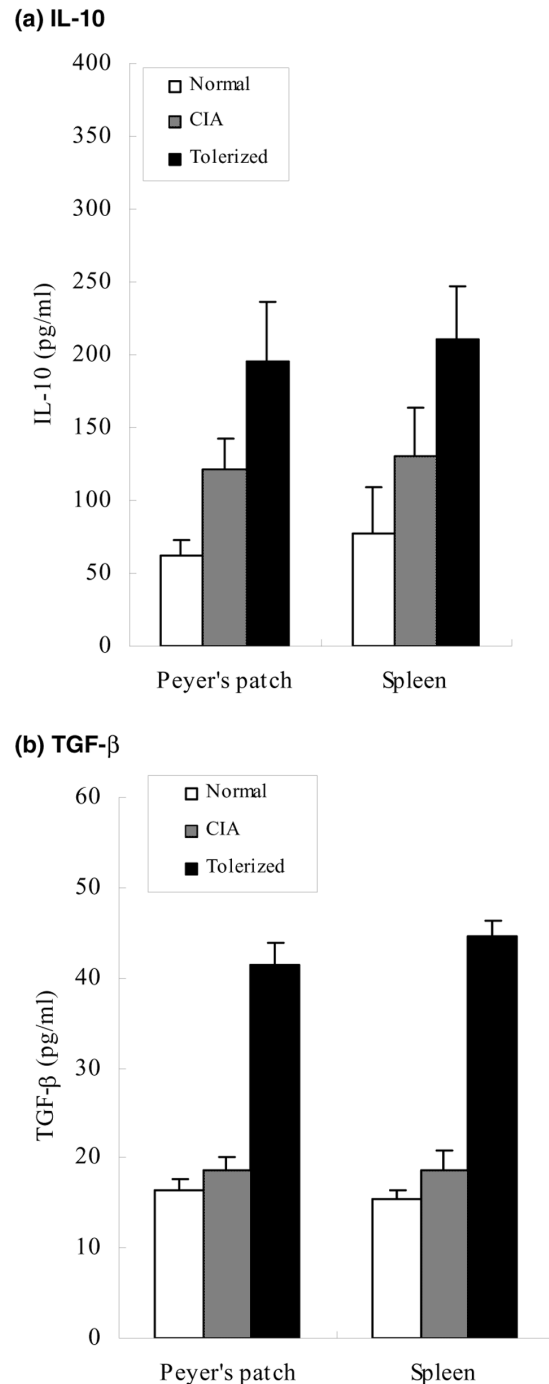 (a) IL-10
400
350
300
250
200
150
100
50
0
IL-10 (pg/ml)
Normal
CIA
Tolerized
Peyer's patch
Spleen
(b) TGF-β
60
50
40
30
20
10
0
TGF-β (pg/ml)
Normal
CIA
Tolerized
Peyer's patch
Spleen